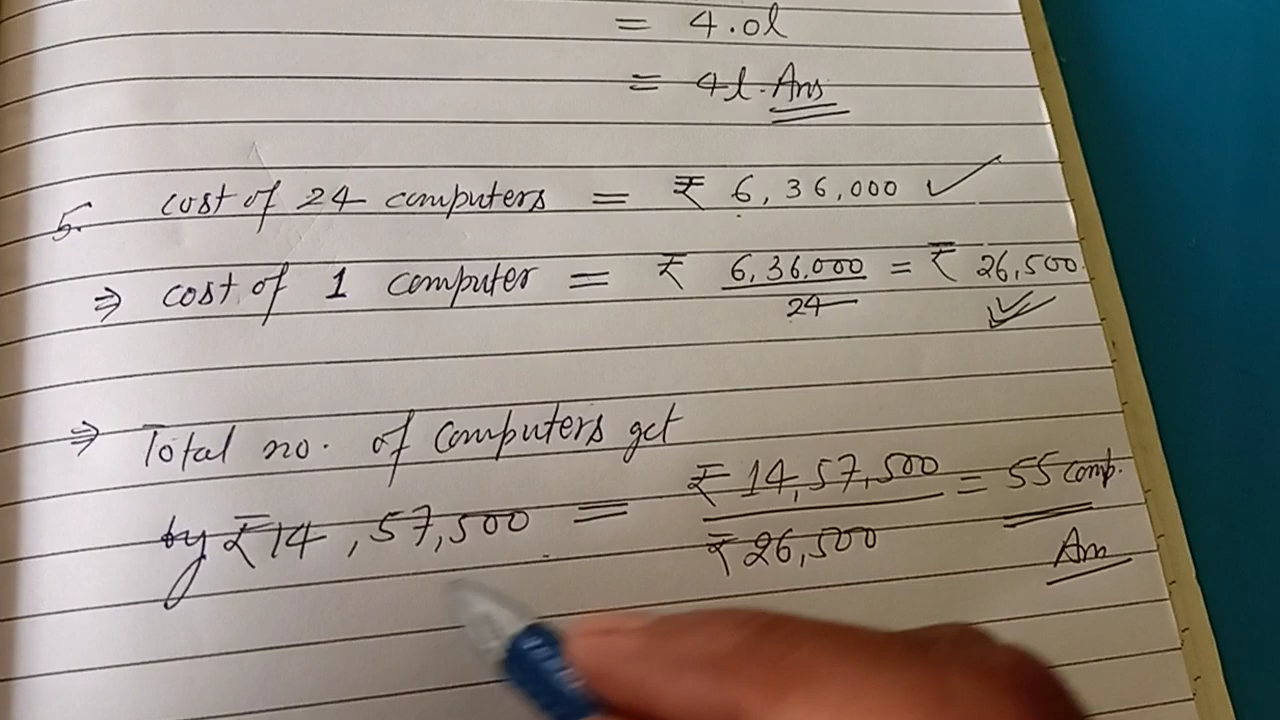 = 4.0l
= 4l. Ans
5. cost of 24 computers = ₹ 6,36,000 ✓
⇒ cost of 1 computer = ₹ 6,36,000/24 = ₹ 26,500
⇒ Total no. of computers get
by ₹14,57,500 = ₹ 14,57,500/₹ 26,500 = 55 comp.
Ans